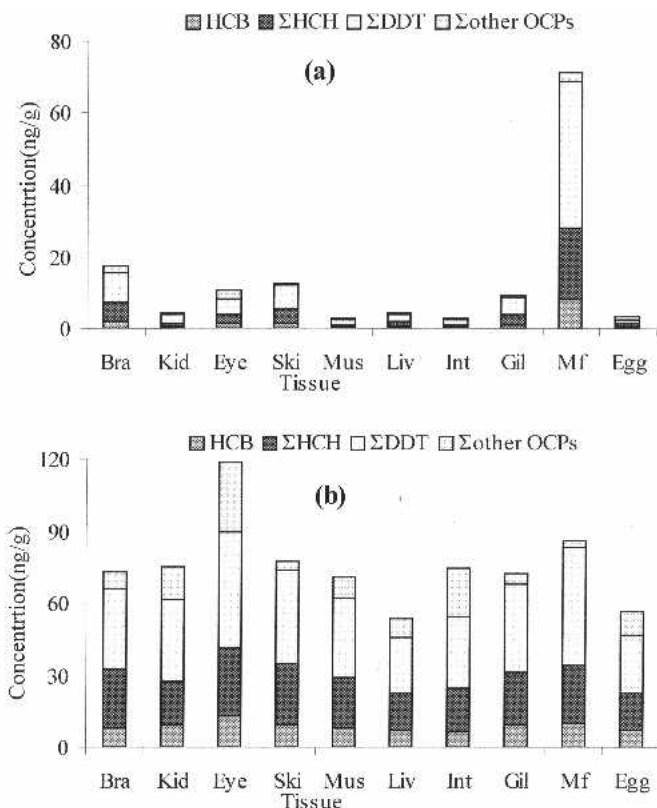 HCB ΣHCH ΣDDT Σother OCPs
80
(a)
60
40
20
0
Concentrtion(ng/g)
Bra Kid Eye Ski Mus Liv Int Gil Mf Egg
Tissue
HCB ΣHCH ΣDDT Σother OCPs
120
(b)
90
60
30
0
Concentrtion(ng/g)
Bra Kid Eye Ski Mus Liv Int Gil Mf Egg
Tissue